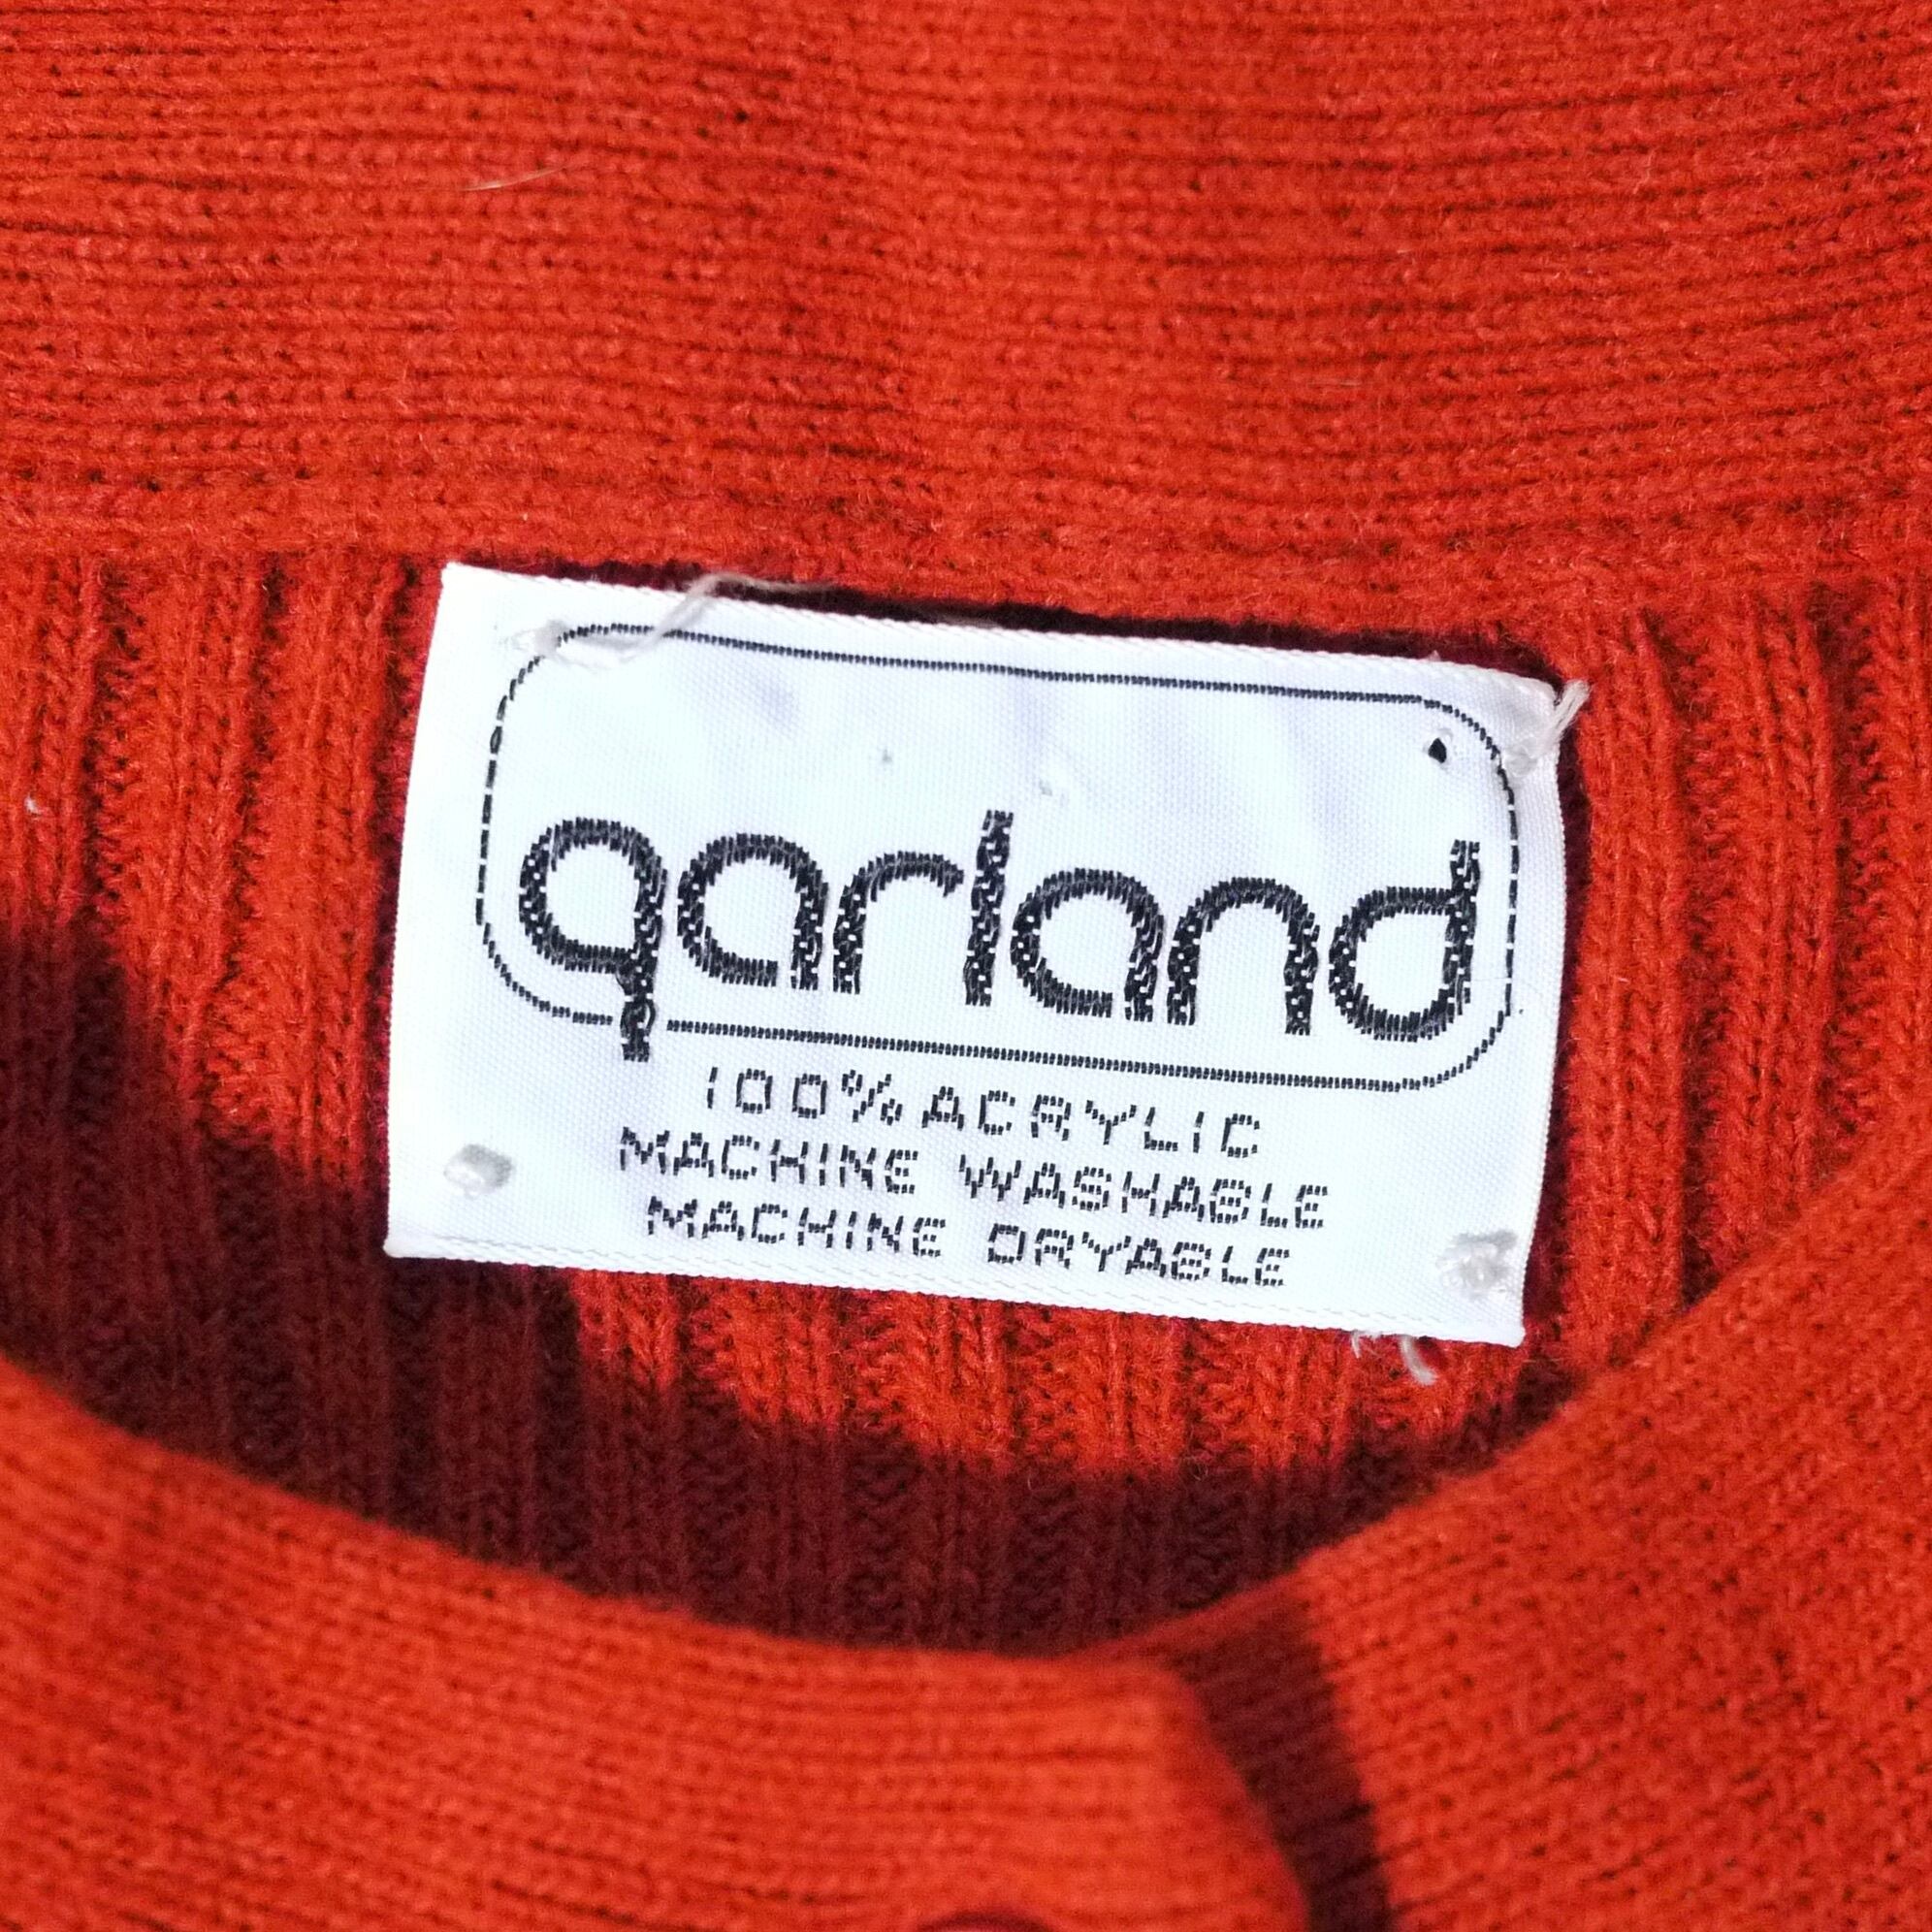 garland
100% ACRYLIC
MACHINE WASHABLE
MACHINE DRYABLE